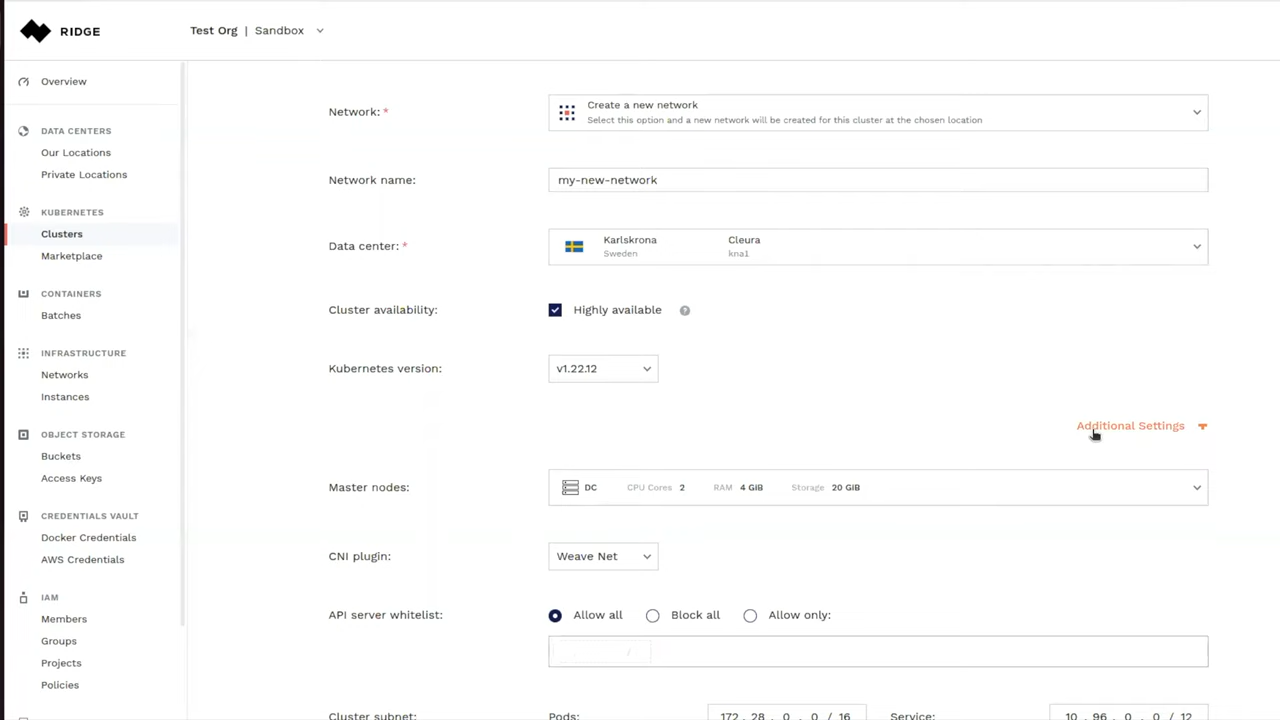 RIDGE
Test Org | Sandbox
Overview
DATA CENTERS
Our Locations
Private Locations
KUBERNETES
Clusters
Marketplace
CONTAINERS
Batches
INFRASTRUCTURE
Networks
Instances
OBJECT STORAGE
Buckets
Access Keys
CREDENTIALS VAULT
Docker Credentials
AWS Credentials
IAM
Members
Groups
Projects
Policies
Network: *
Create a new network
Select this option and a new network will be created for this cluster at the chosen location
Network name:
my-new-network
Data center: *
Karlskrona Cleura
Sweden kna1
Cluster availability:
Highly available ?
Kubernetes version:
v1.22.12
Additional Settings
Master nodes:
DC CPU Cores 2 RAM 4 GiB Storage 20 GiB
CNI plugin:
Weave Net
API server whitelist:
Allow all Block all Allow only:
/
Cluster subnet: Pods: 172 . 28 . 0 . 0 / 16 Service: 10 . 96 . 0 . 0 / 12